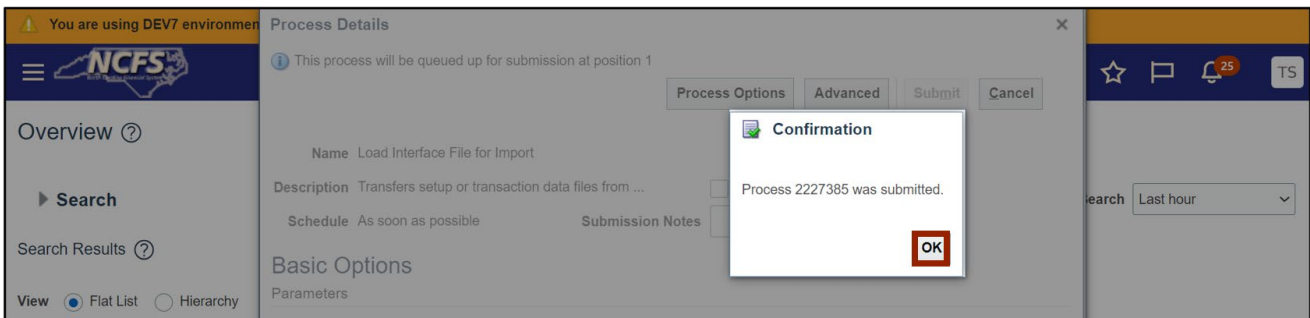 You are using DEV7 environmen
Process Details
This process will be queued up for submission at position 1
NCFS
25
TS
Process Options
Advanced
Submit
Cancel
Overview
Confirmation
Name Load Interface File for Import
Description Transfers setup or transaction data files from ...
Process 2227385 was submitted.
Search
earch Last hour
Schedule As soon as possible
Submission Notes
OK
Search Results
Basic Options
Parameters
View Flat List Hierarchy